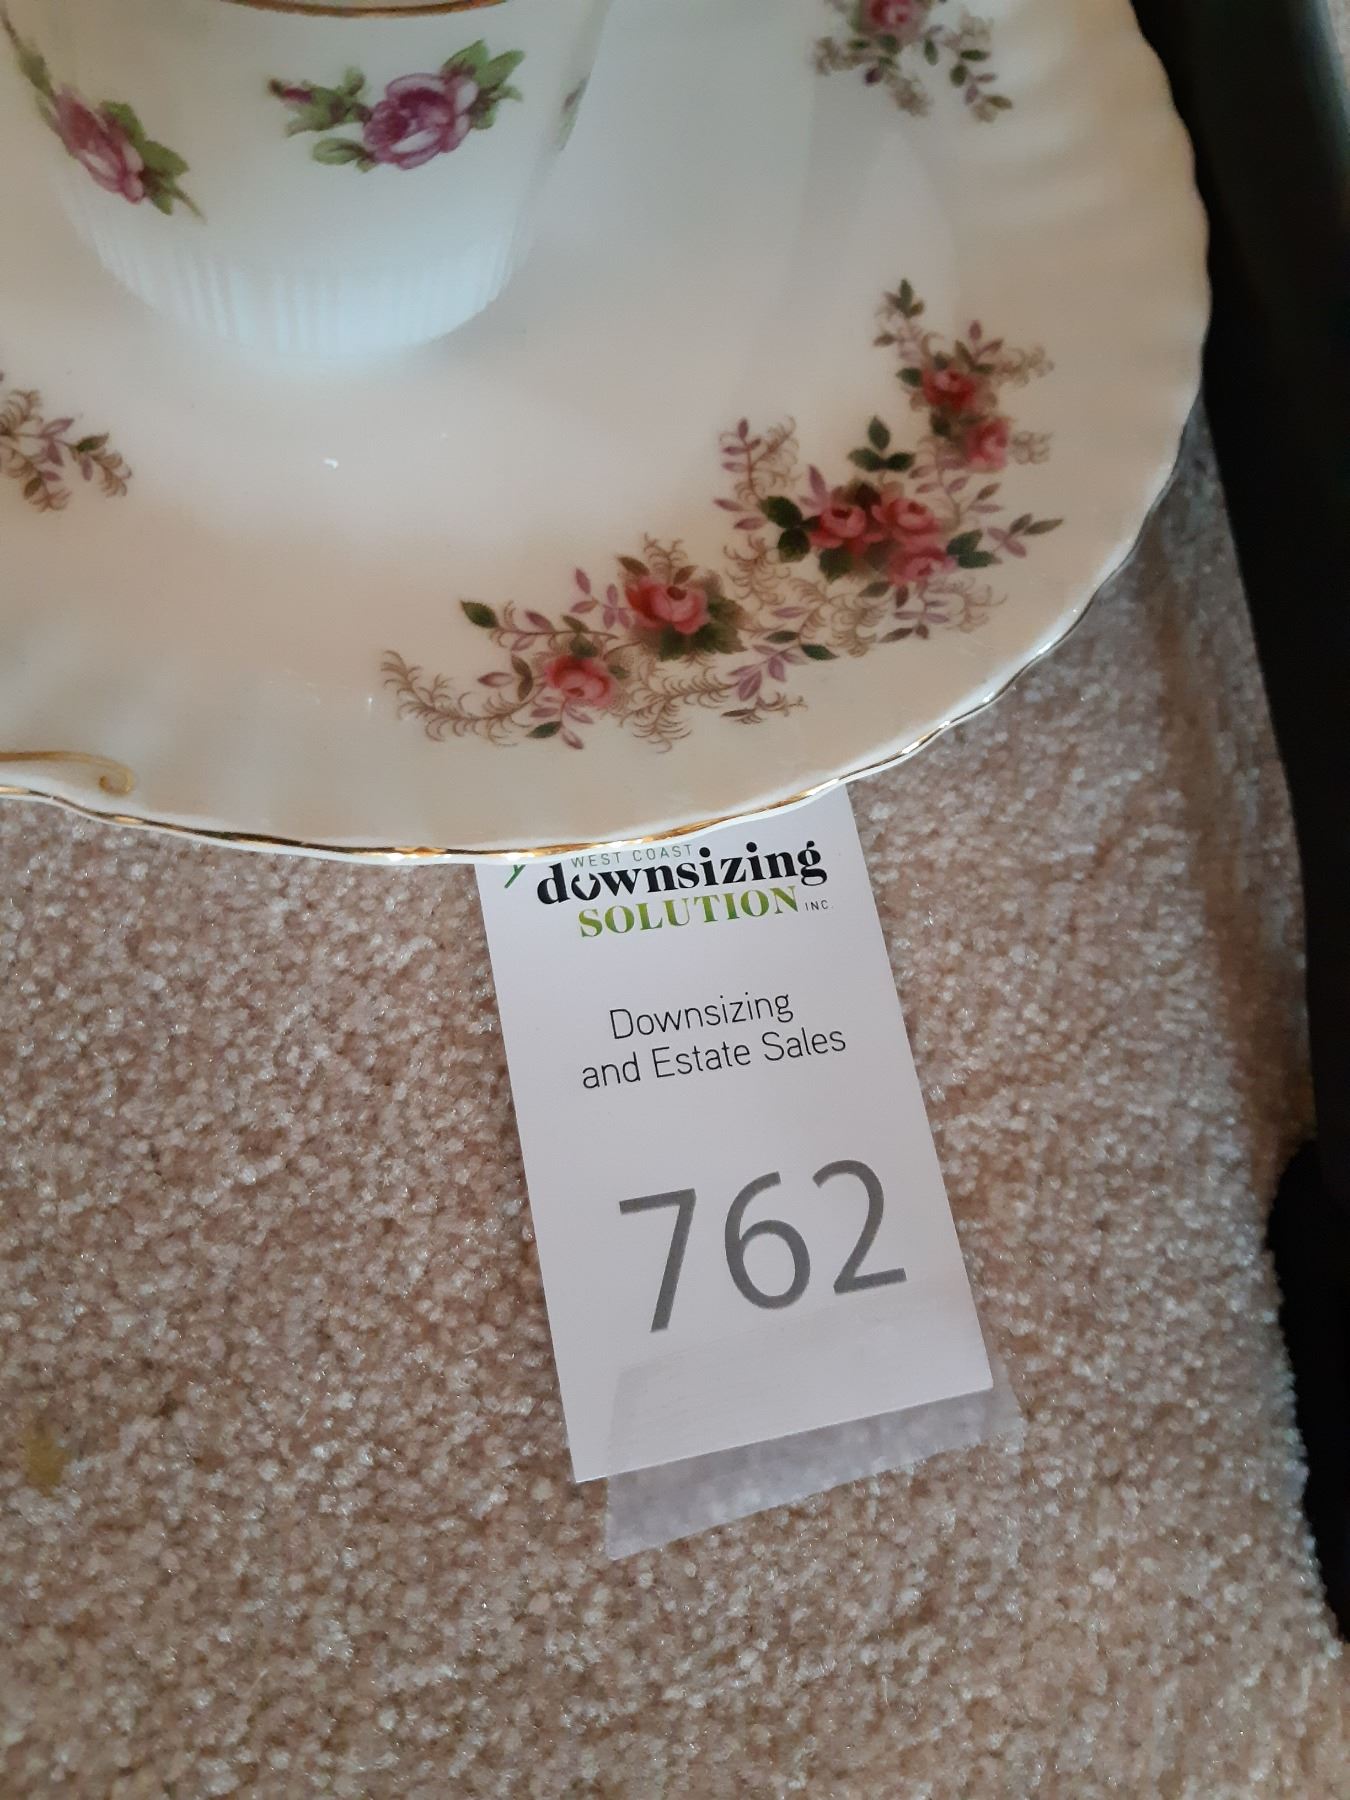 WEST COAST
downsizing
SOLUTION INC.
Downsizing
and Estate Sales
762